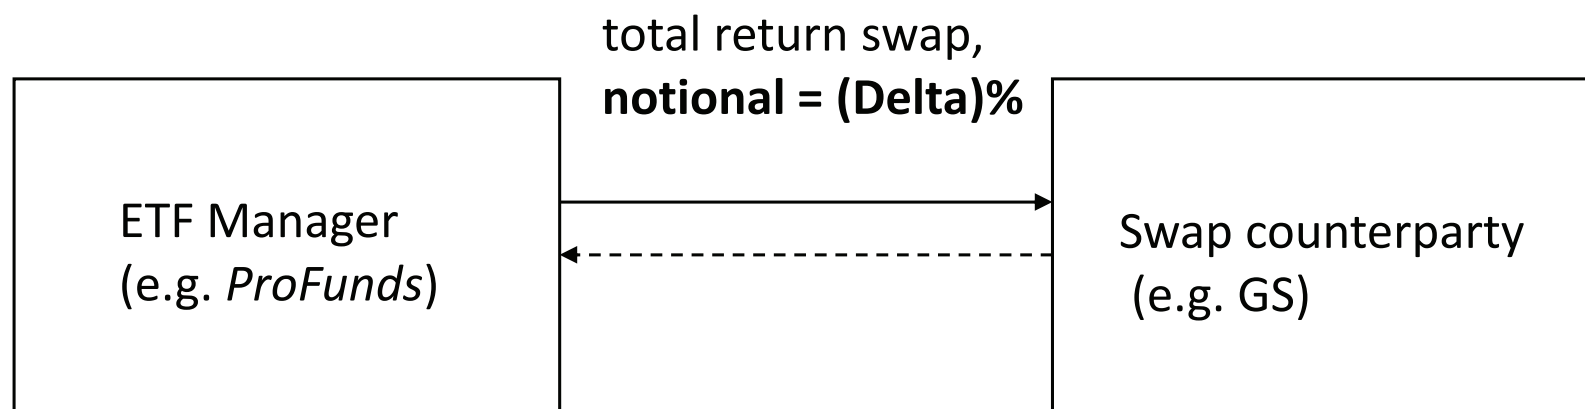 total return swap,
notional = (Delta)%
ETF Manager
(e.g. ProFunds)
Swap counterparty
(e.g. GS)